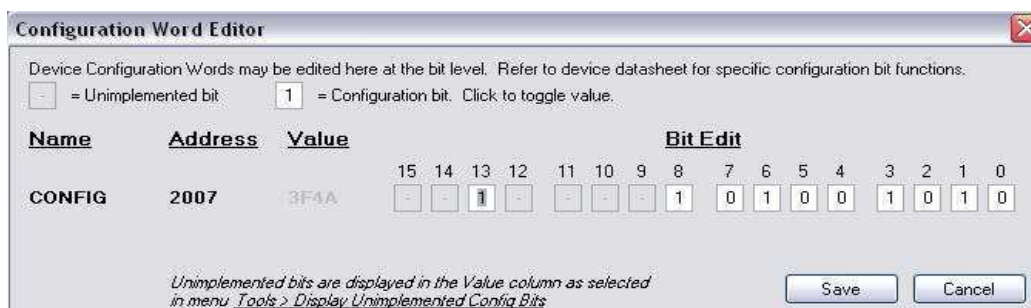 Configuration Word Editor
Device Configuration Words may be edited here at the bit level. Refer to device datasheet for specific configuration bit functions.
- = Unimplemented bit 1 = Configuration bit. Click to toggle value.
Name Address Value Bit Edit
15 14 13 12 11 10 9 8 7 6 5 4 3 2 1 0
CONFIG 2007 3F4A - - 1 - - - - 1 0 1 0 0 1 0 1 0
Unimplemented bits are displayed in the Value column as selected
in menu Tools > Display Unimplemented Config Bits
Save Cancel